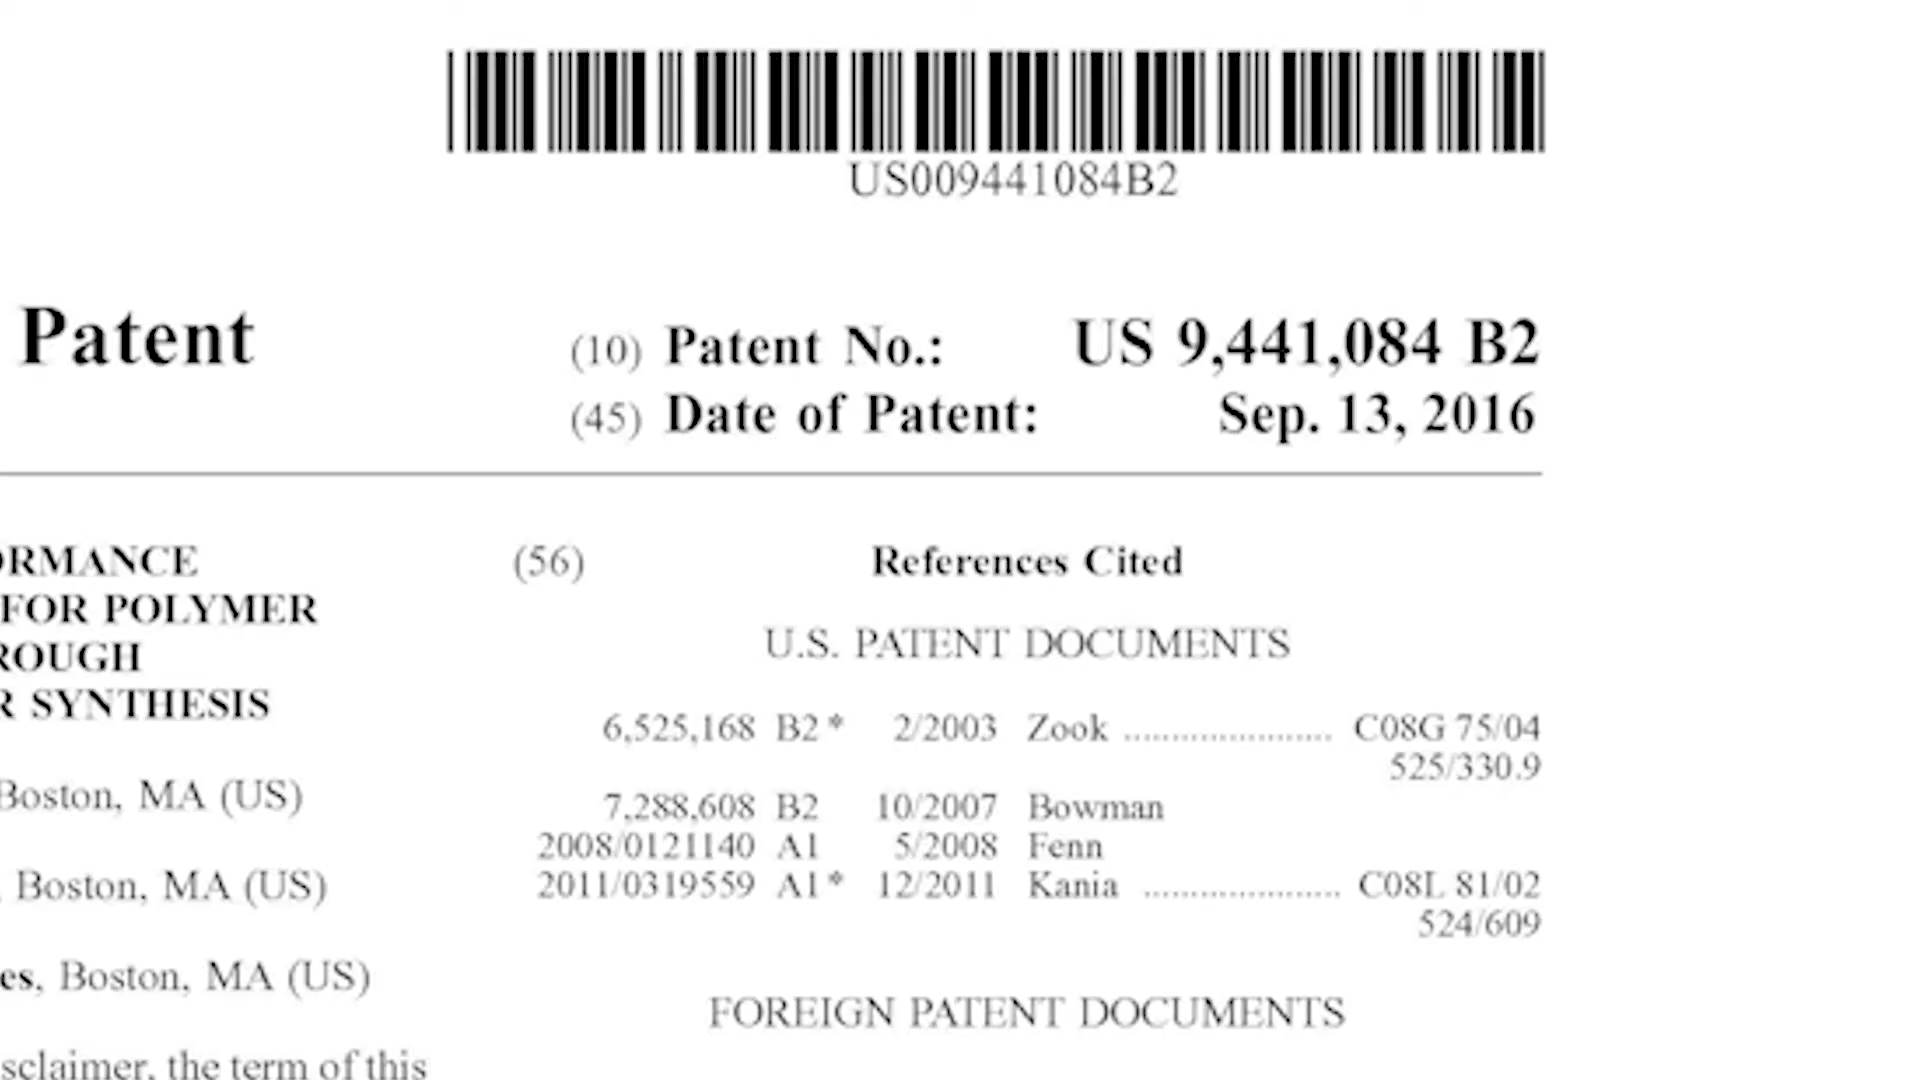 US009441084B2
Patent
(10) Patent No.: US 9,441,084 B2
(45) Date of Patent: Sep. 13, 2016
ORMANCE
FOR POLYMER
ROUGH
R SYNTHESIS
Boston, MA (US)
, Boston, MA (US)
es, Boston, MA (US)
sclaimer, the term of this
(56) References Cited
U.S. PATENT DOCUMENTS
6,525,168 B2 * 2/2003 Zook ...................... C08G 75/04
525/330.9
7,288,608 B2 10/2007 Bowman
2008/0121140 A1 5/2008 Fenn
2011/0319559 A1 * 12/2011 Kania ..................... C08L 81/02
524/609
FOREIGN PATENT DOCUMENTS